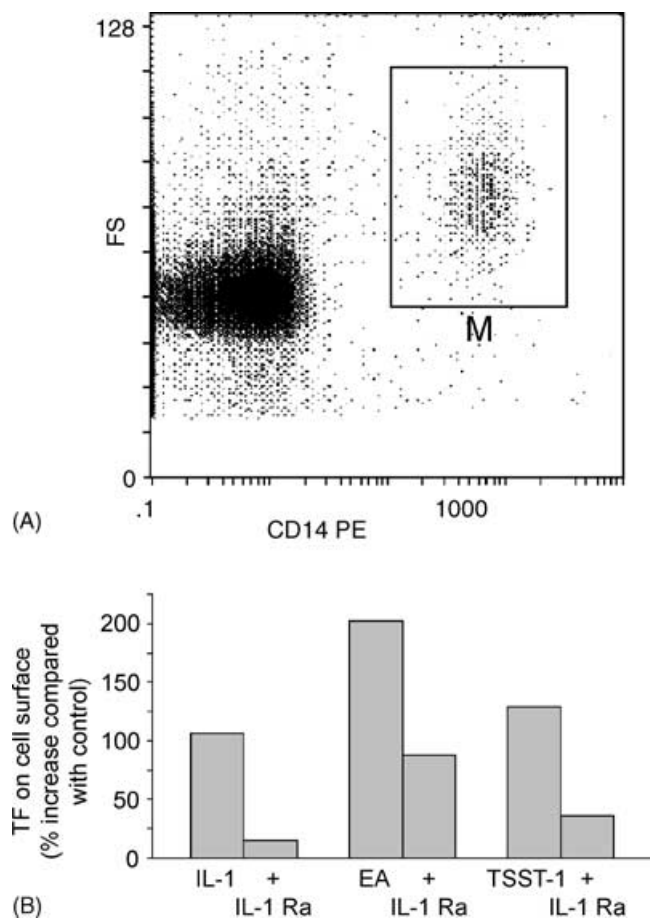 128
FS
M
0
.1 1000
(A)
CD14 PE
TF on cell surface
(% increase compared
with control)
200
150
100
50
0
IL-1 + EA + TSST-1 +
IL-1 Ra IL-1 Ra IL-1 Ra
(B)